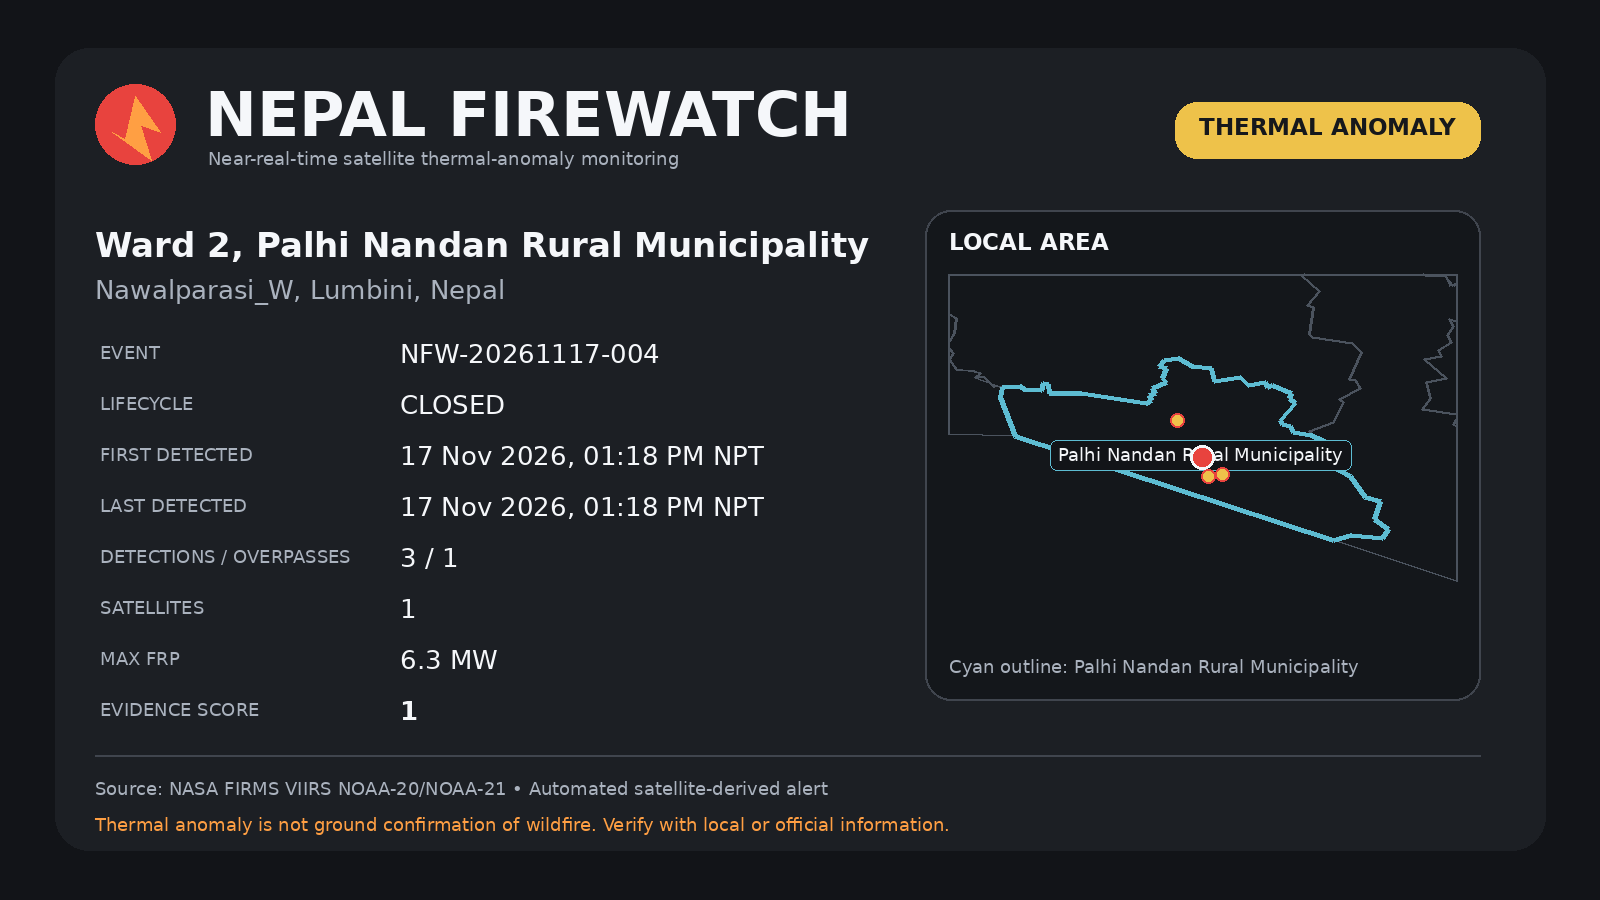 NEPAL FIREWATCH
Near-real-time satellite thermal-anomaly monitoring
THERMAL ANOMALY
Ward 2, Palhi Nandan Rural Municipality
Nawalparasi_W, Lumbini, Nepal
EVENT NFW-20261117-004
LIFECYCLE CLOSED
FIRST DETECTED 17 Nov 2026, 01:18 PM NPT
LAST DETECTED 17 Nov 2026, 01:18 PM NPT
DETECTIONS / OVERPASSES 3 / 1
SATELLITES 1
MAX FRP 6.3 MW
EVIDENCE SCORE 1
LOCAL AREA
Palhi Nandan Rural Municipality
Cyan outline: Palhi Nandan Rural Municipality
Source: NASA FIRMS VIIRS NOAA-20/NOAA-21 • Automated satellite-derived alert
Thermal anomaly is not ground confirmation of wildfire. Verify with local or official information.